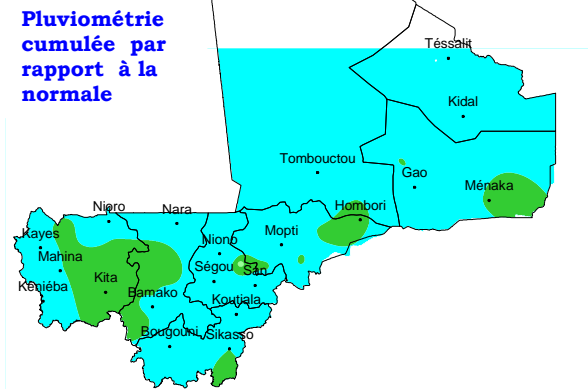 Pluviométrie
cumulée par
rapport à la
normale
Téssalit
Kidal
Tombouctou
Gao
Ménaka
Hombori
Nioro
Nara
Mopti
Kayes
Niono
Mahina
Ségou
San
Kita
Kéniéba
Bamako
Koutiala
Bougouni
Sikasso